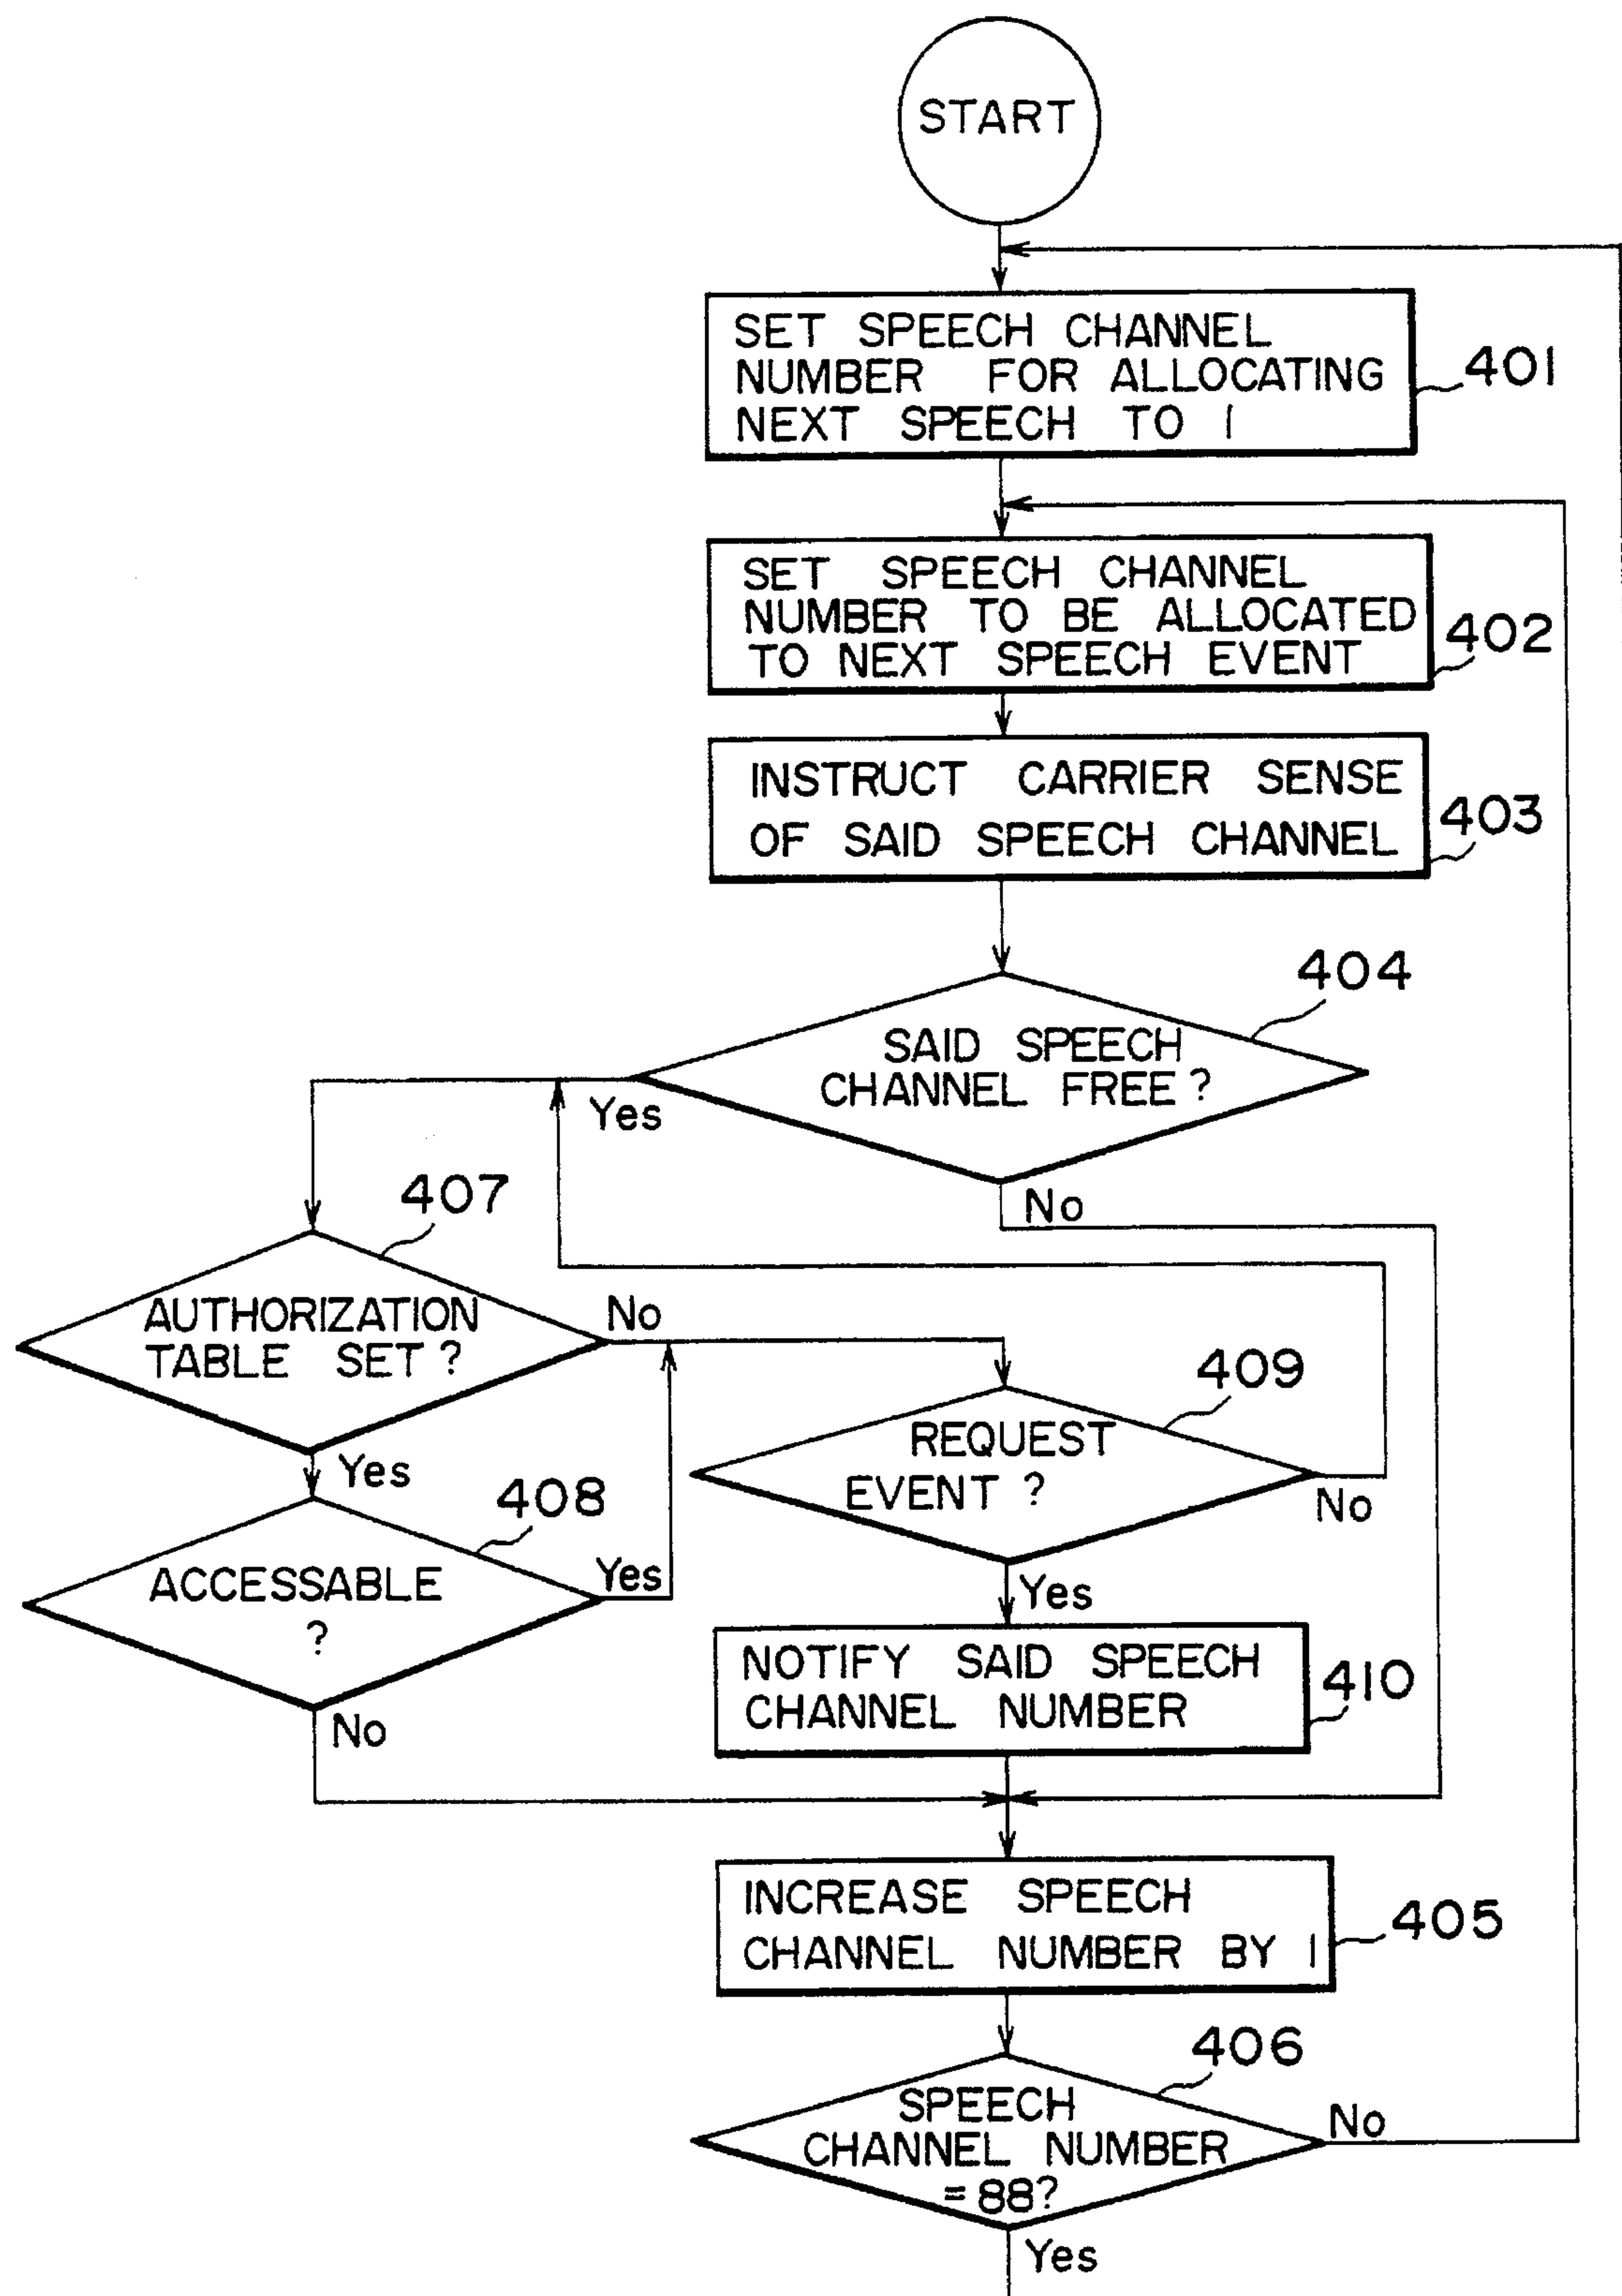 START
SET SPEECH CHANNEL
NUMBER FOR ALLOCATING
NEXT SPEECH TO 1
401
SET SPEECH CHANNEL
NUMBER TO BE ALLOCATED
TO NEXT SPEECH EVENT
402
INSTRUCT CARRIER SENSE
OF SAID SPEECH CHANNEL
403
404
SAID SPEECH
CHANNEL FREE?
Yes
No
407
AUTHORIZATION
TABLE SET?
No
Yes
409
REQUEST
EVENT?
No
Yes
408
ACCESSABLE
?
Yes
No
NOTIFY SAID SPEECH
CHANNEL NUMBER
410
INCREASE SPEECH
CHANNEL NUMBER BY 1
405
406
SPEECH
CHANNEL NUMBER
=88?
No
Yes